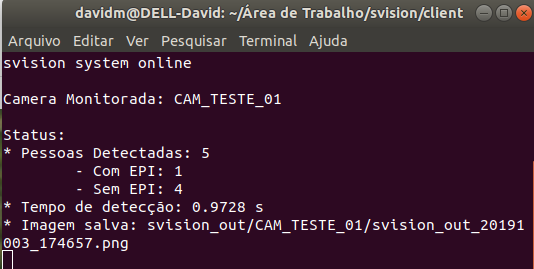 davidm@DELL-David: ~/Área de Trabalho/svision/client
Arquivo Editar Ver Pesquisar Terminal Ajuda
svision system online
Camera Monitorada: CAM_TESTE_01
Status:
* Pessoas Detectadas: 5
- Com EPI: 1
- Sem EPI: 4
* Tempo de detecção: 0.9728 s
* Imagem salva: svision_out/CAM_TESTE_01/svision_out_20191
003_174657.png